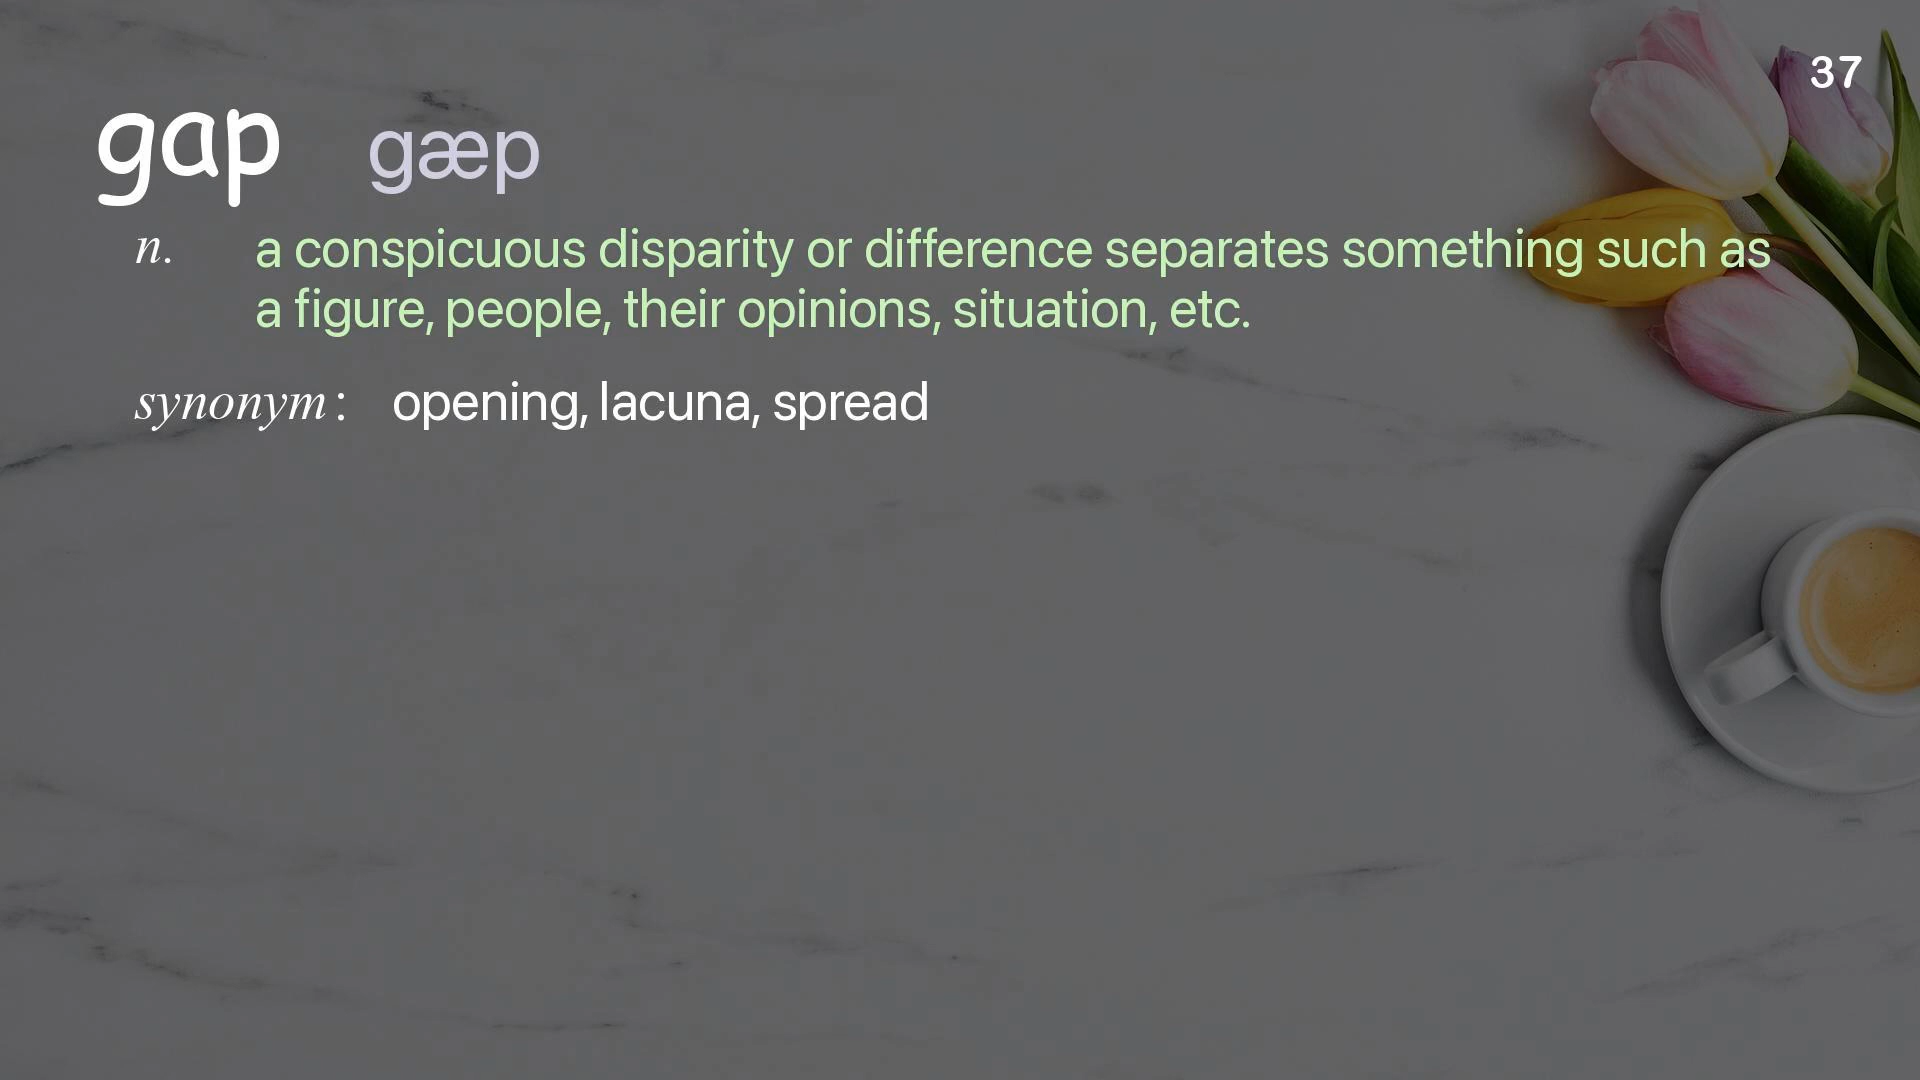 37
gap gæp
n. a conspicuous disparity or difference separates something such as
a figure, people, their opinions, situation, etc.
synonym: opening, lacuna, spread